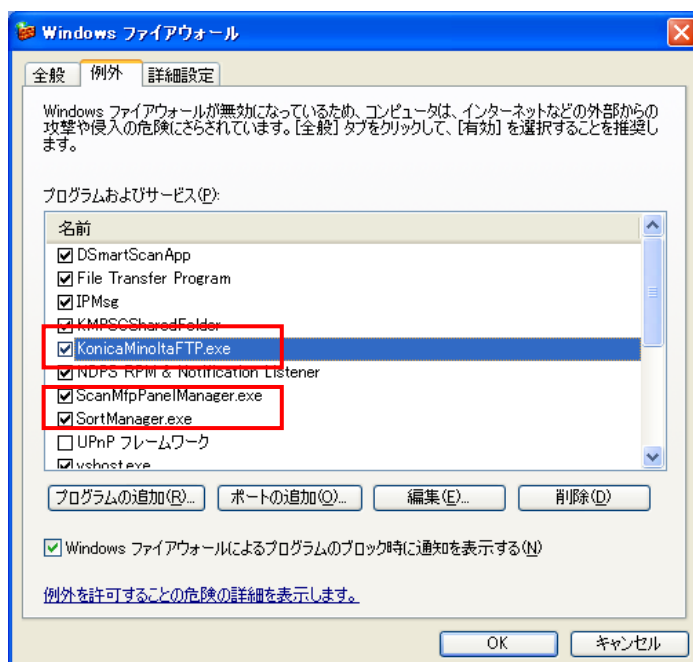 Windows ファイアウォール
全般 例外 詳細設定
Windows ファイアウォールが無効になっているため、コンピュータは、インターネットなどの外部からの
攻撃や侵入の危険にさらされています。[全般] タブをクリックして、[有効] を選択することを推奨し
ます。
プログラムおよびサービス(P):
名前
DSmartScanApp
File Transfer Program
IPMsg
KMPSCSharedFolder
KonicaMinoltaFTP.exe
NDPS RPM & Notification Listener
ScanMfpPanelManager.exe
SortManager.exe
UPnP フレームワーク
vshost.exe
プログラムの追加(R)... ポートの追加(O)... 編集(E)... 削除(D)
Windows ファイアウォールによるプログラムのブロック時に通知を表示する(N)
例外を許可することの危険の詳細を表示します。
OK キャンセル